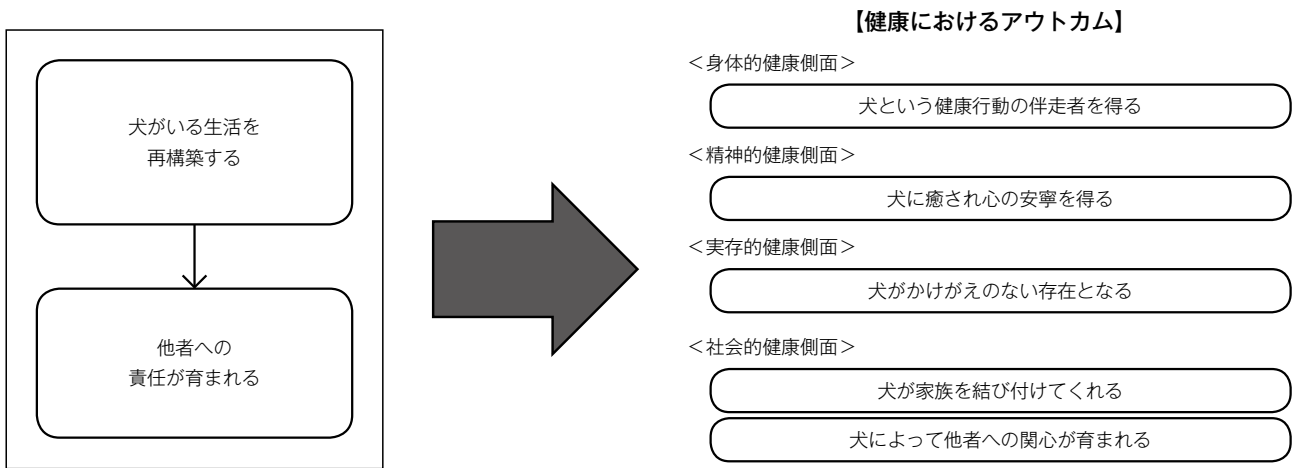 犬がいる生活を
再構築する
他者への
責任が育まれる
【健康におけるアウトカム】
＜身体的健康側面＞
犬という健康行動の伴走者を得る
＜精神的健康側面＞
犬に癒され心の安寧を得る
＜実存的健康側面＞
犬がかけがえのない存在となる
＜社会的健康側面＞
犬が家族を結び付けてくれる
犬によって他者への関心が育まれる